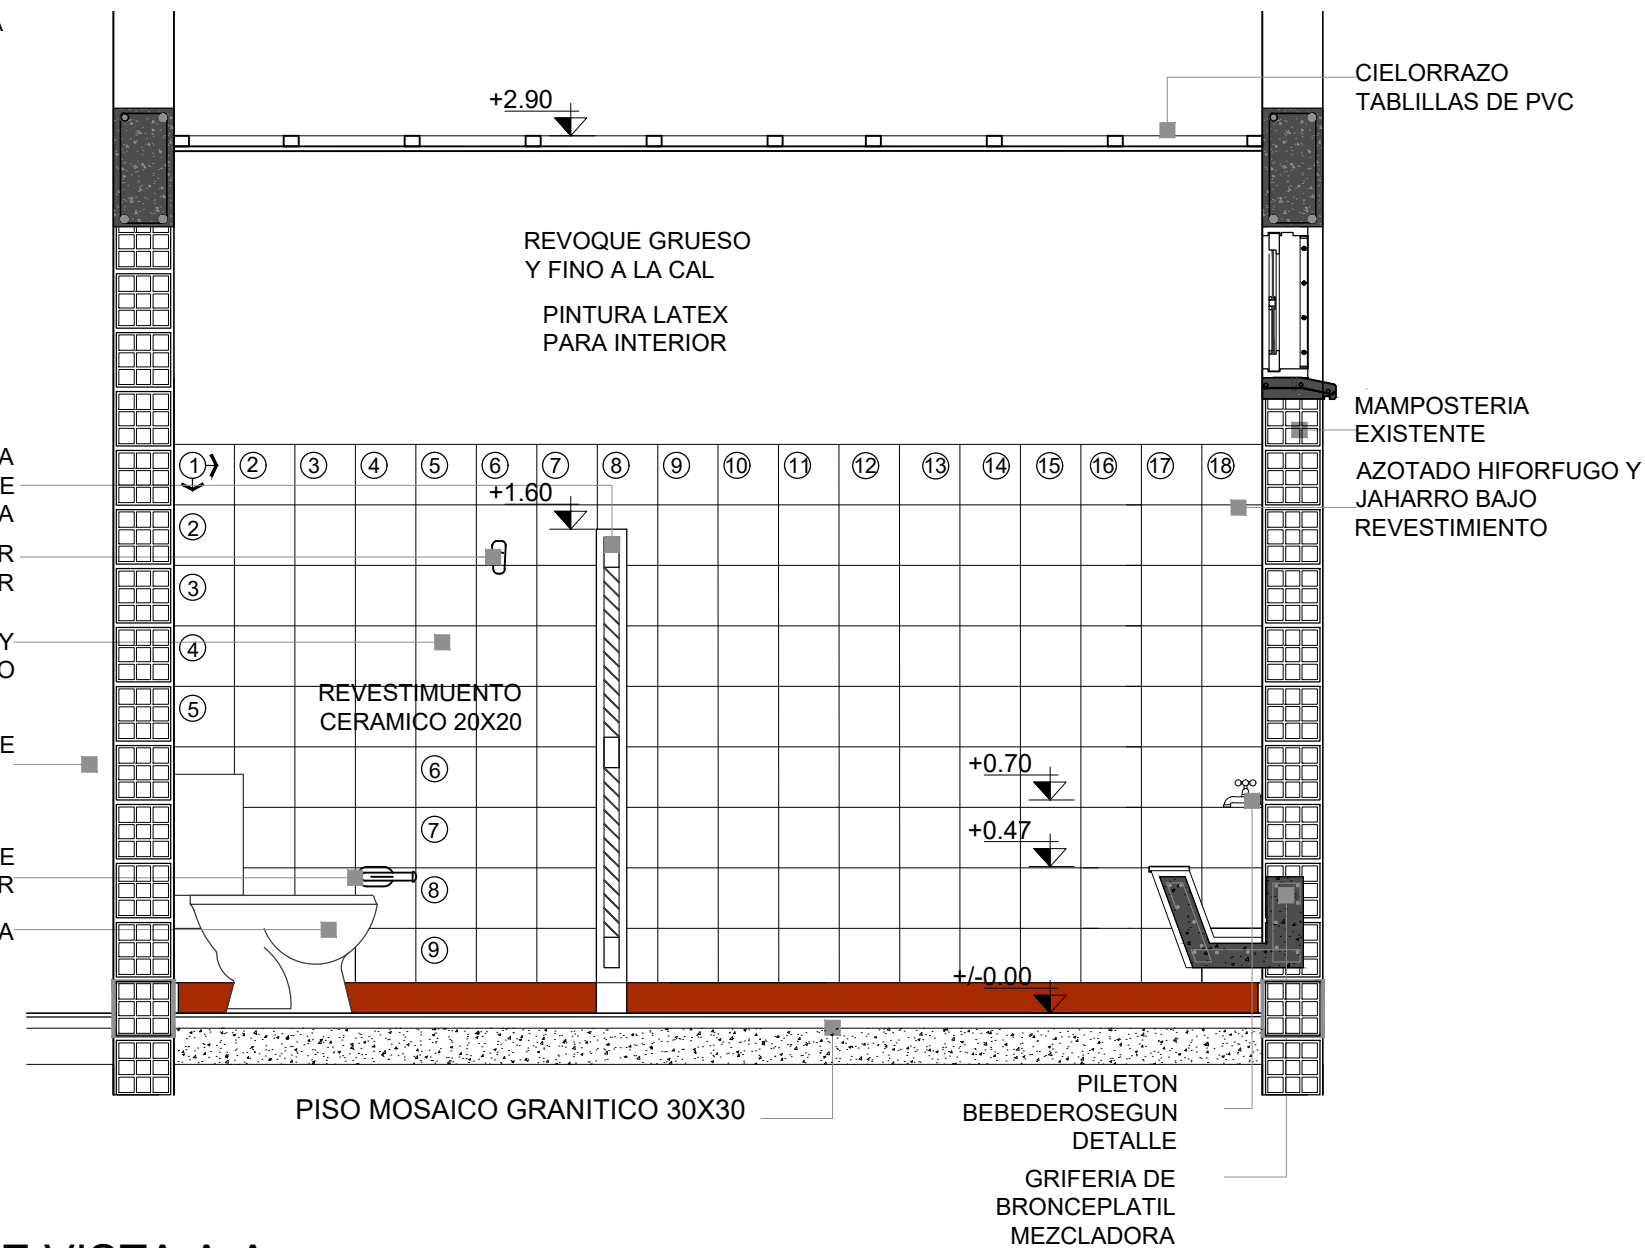 A
+2.90
CIELORRAZO
TABLILLAS DE PVC
REVOQUE GRUESO
Y FINO A LA CAL
PINTURA LATEX
PARA INTERIOR
MAMPOSTERIA
EXISTENTE
AZOTADO HIFORFUGO Y
JAHARRO BAJO
REVESTIMIENTO
A
E
A
R
R
Y
O
E
E
R
A
1 2 3 4 5 6 7 8 9 10 11 12 13 14 15 16 17 18
+1.60
2
3
4
5
REVESTIMUENTO
CERAMICO 20X20
6
7
8
9
+0.70
+0.47
+/-0.00
PISO MOSAICO GRANITICO 30X30
PILETON
BEBEDEROSEGUN
DETALLE
GRIFERIA DE
BRONCEPLATIL
MEZCLADORA
E VISTA A-A